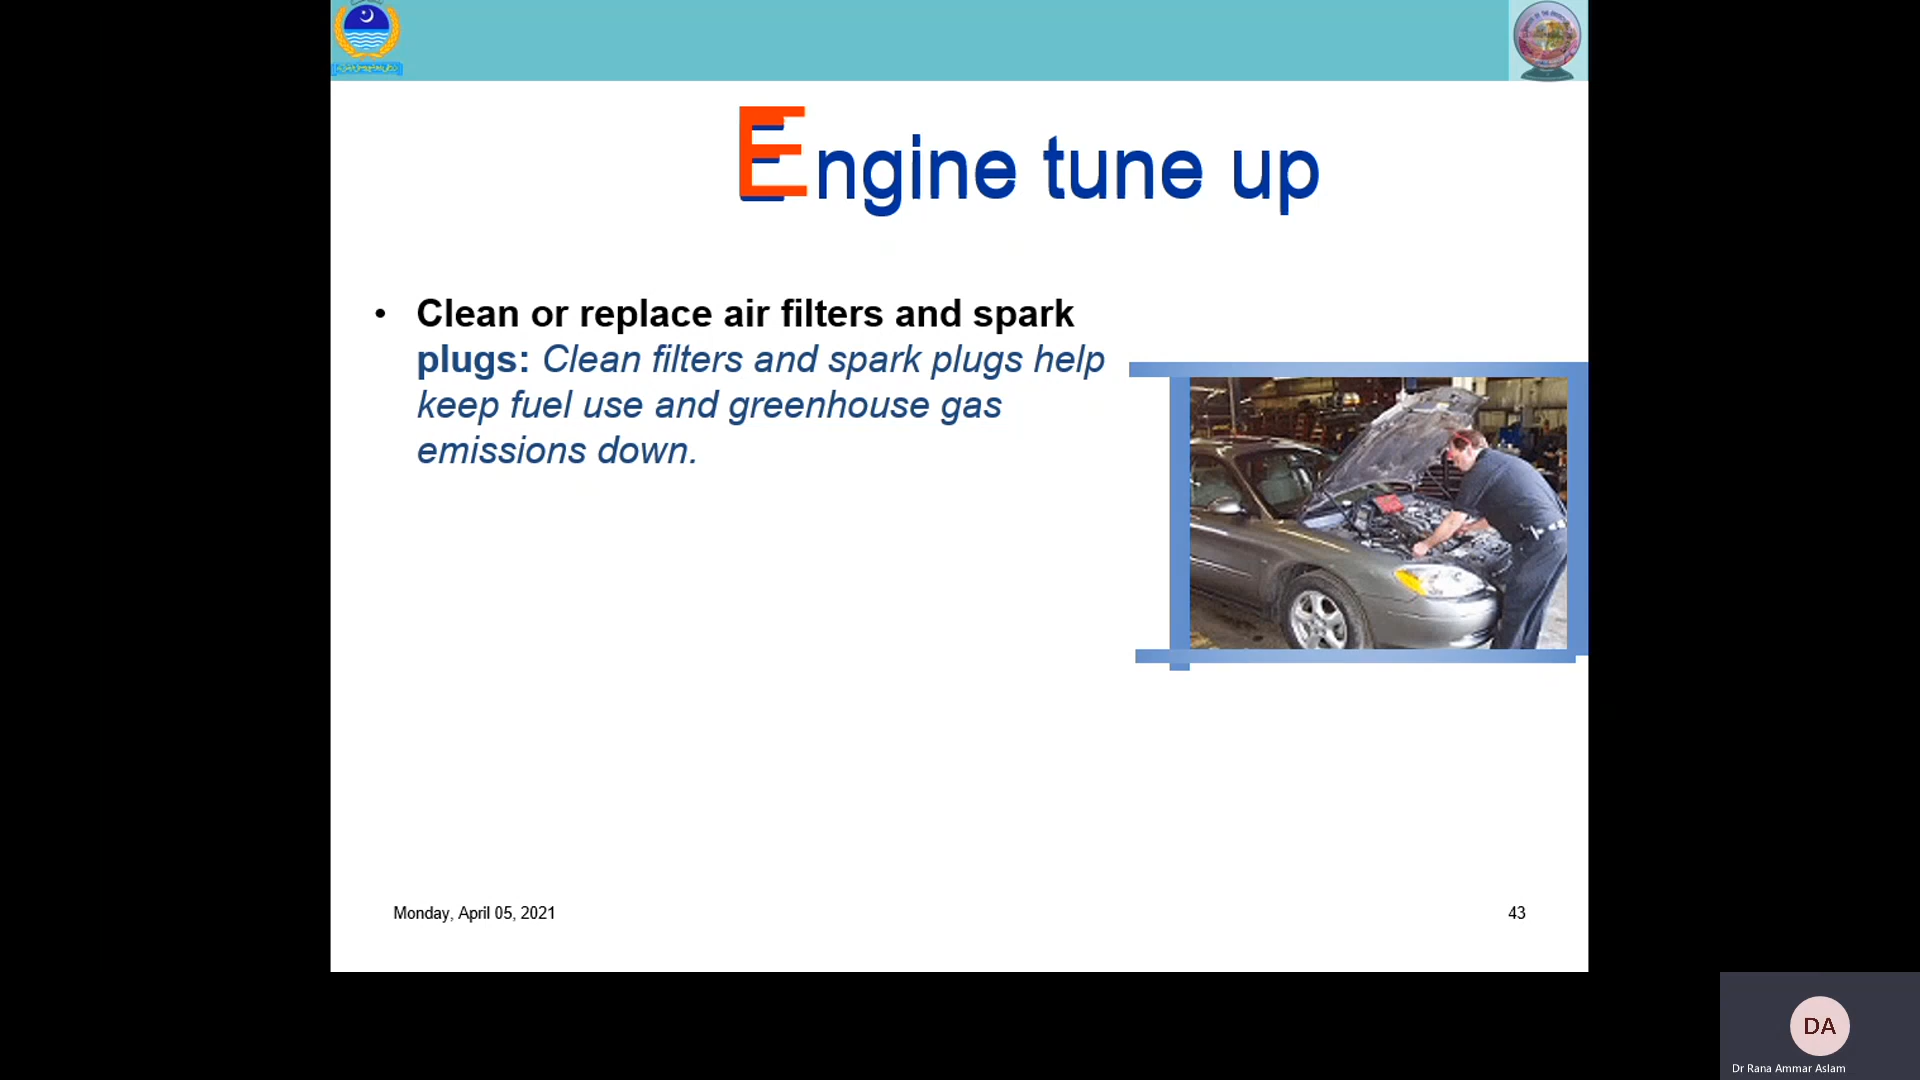 Engine tune up
• Clean or replace air filters and spark
plugs: Clean filters and spark plugs help
keep fuel use and greenhouse gas
emissions down.
Monday, April 05, 2021
43
DA
Dr Rana Ammar Aslam